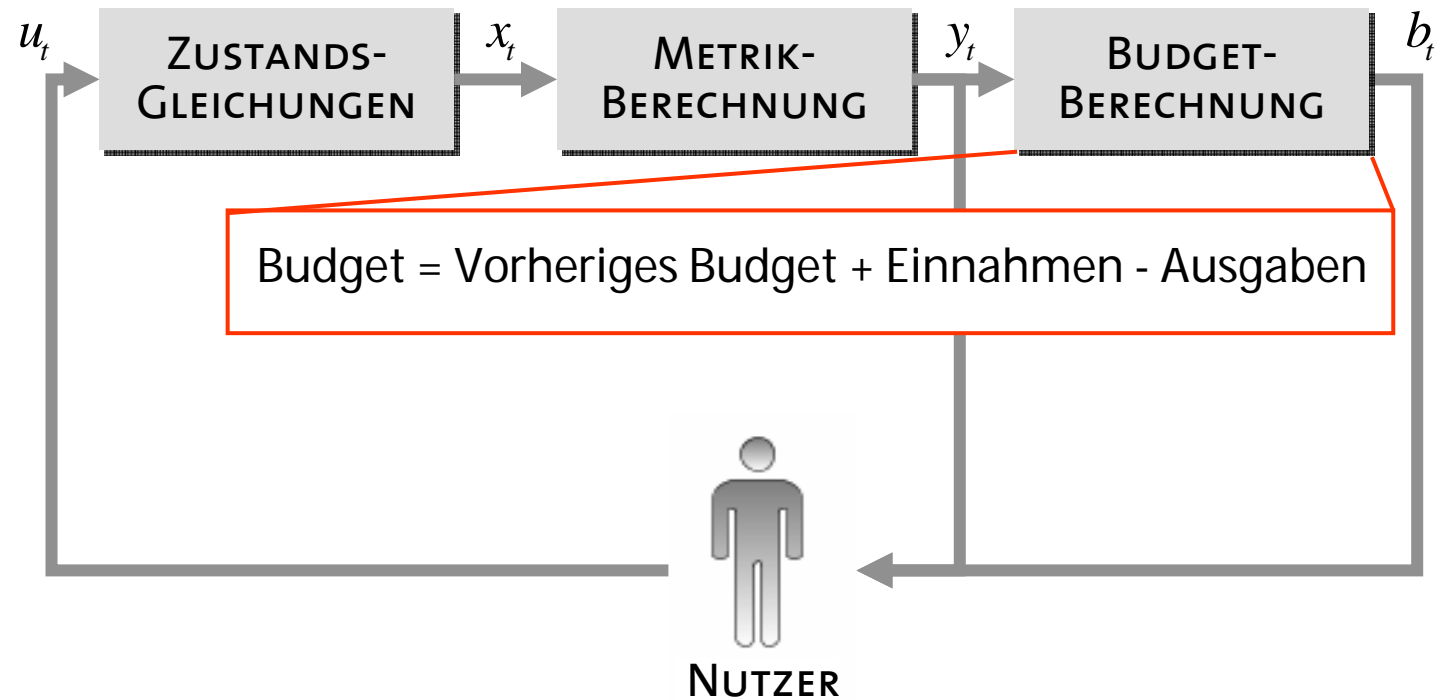 u_t
ZUSTANDS-
GLEICHUNGEN
x_t
METRIK-
BERECHNUNG
y_t
BUDGET-
BERECHNUNG
b_t
Budget = Vorheriges Budget + Einnahmen - Ausgaben
NUTZER